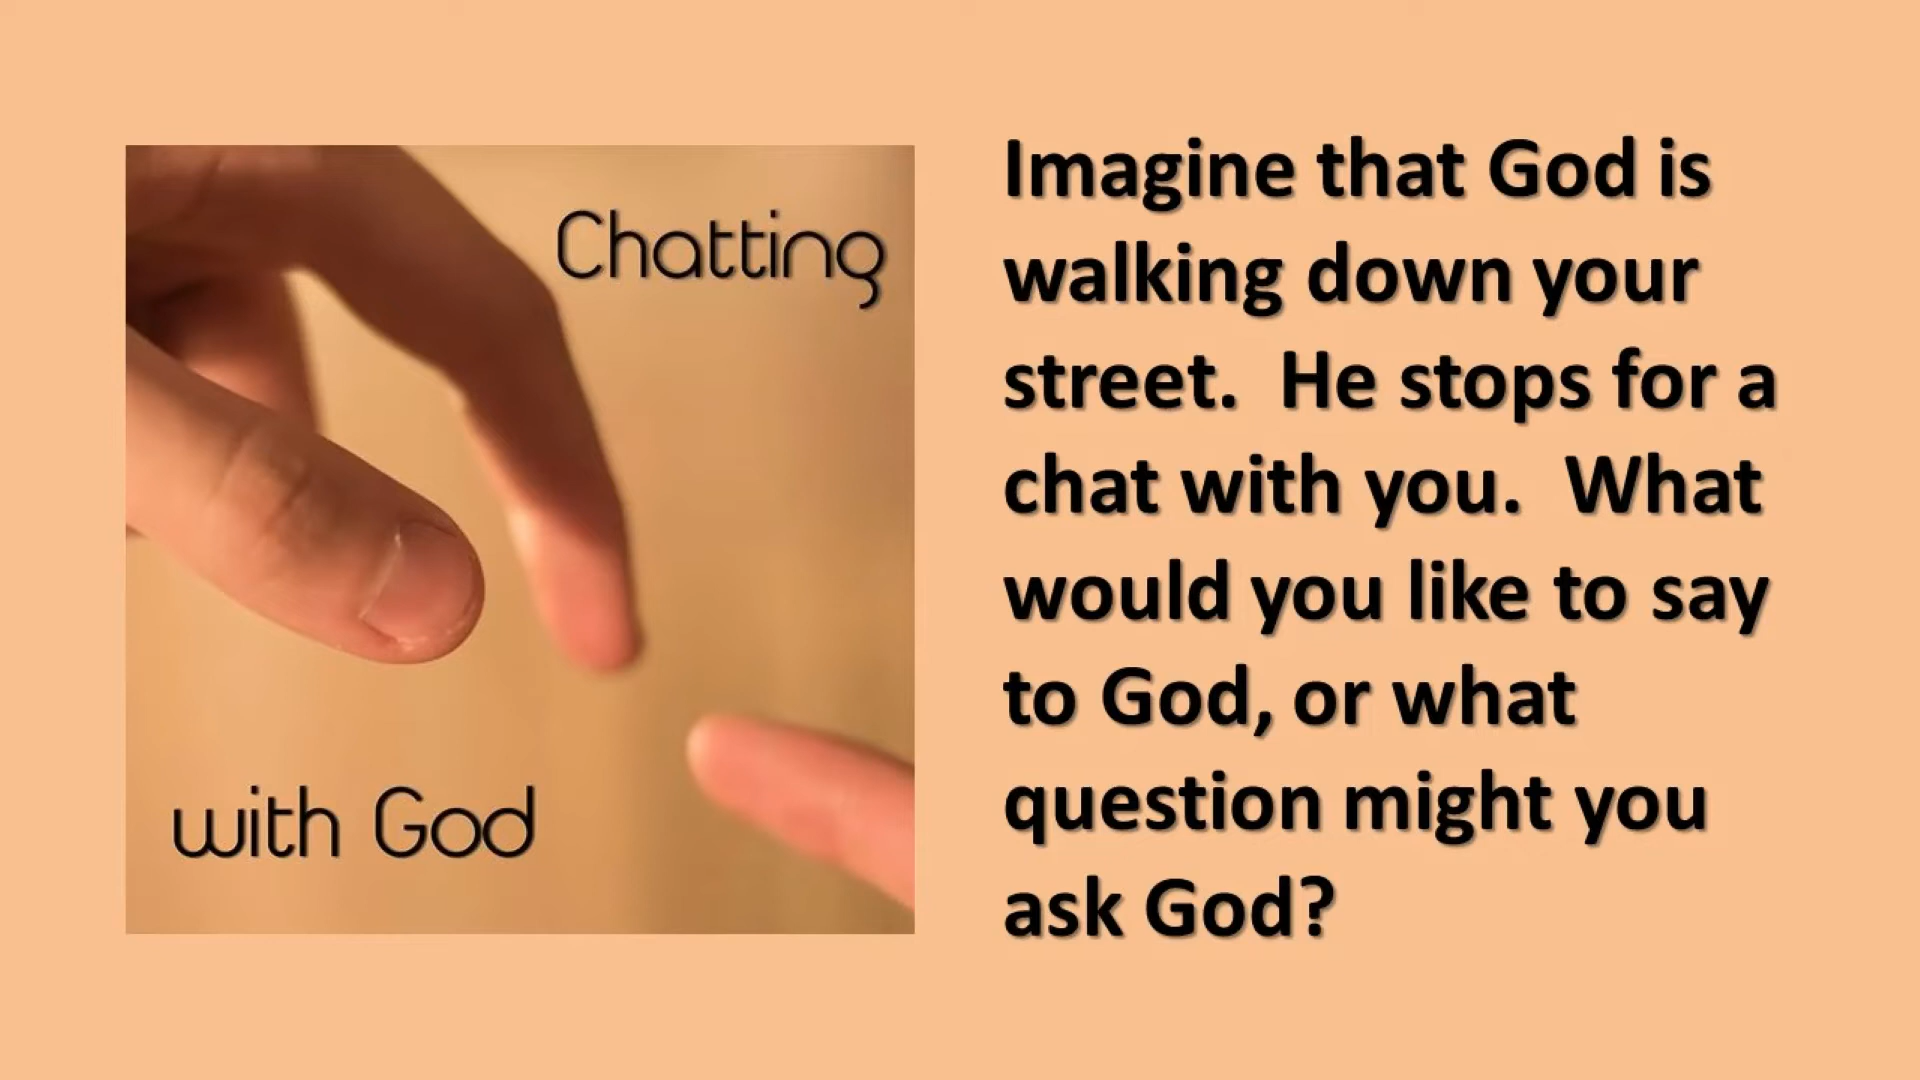 Chatting
with God
Imagine that God is
walking down your
street.  He stops for a
chat with you.  What
would you like to say
to God, or what
question might you
ask God?